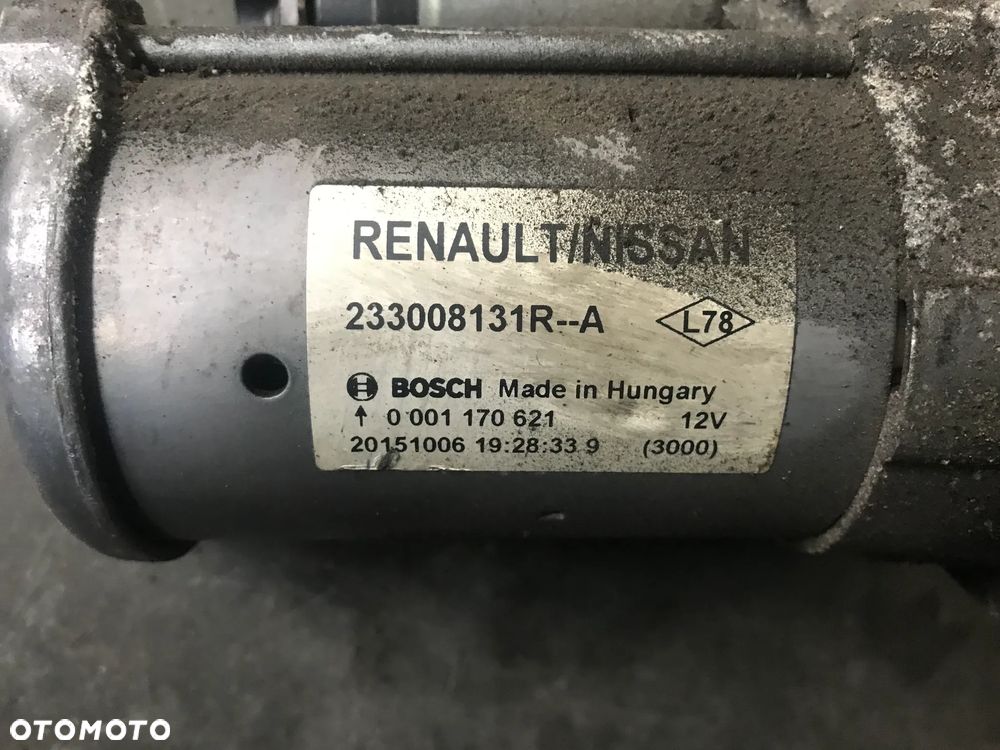 RENAULT/NISSAN
233008131R--A L78
BOSCH Made in Hungary
↑ 0 001 170 621 12V
20151006 19:28:33 9 (3000)
OTOMOTO